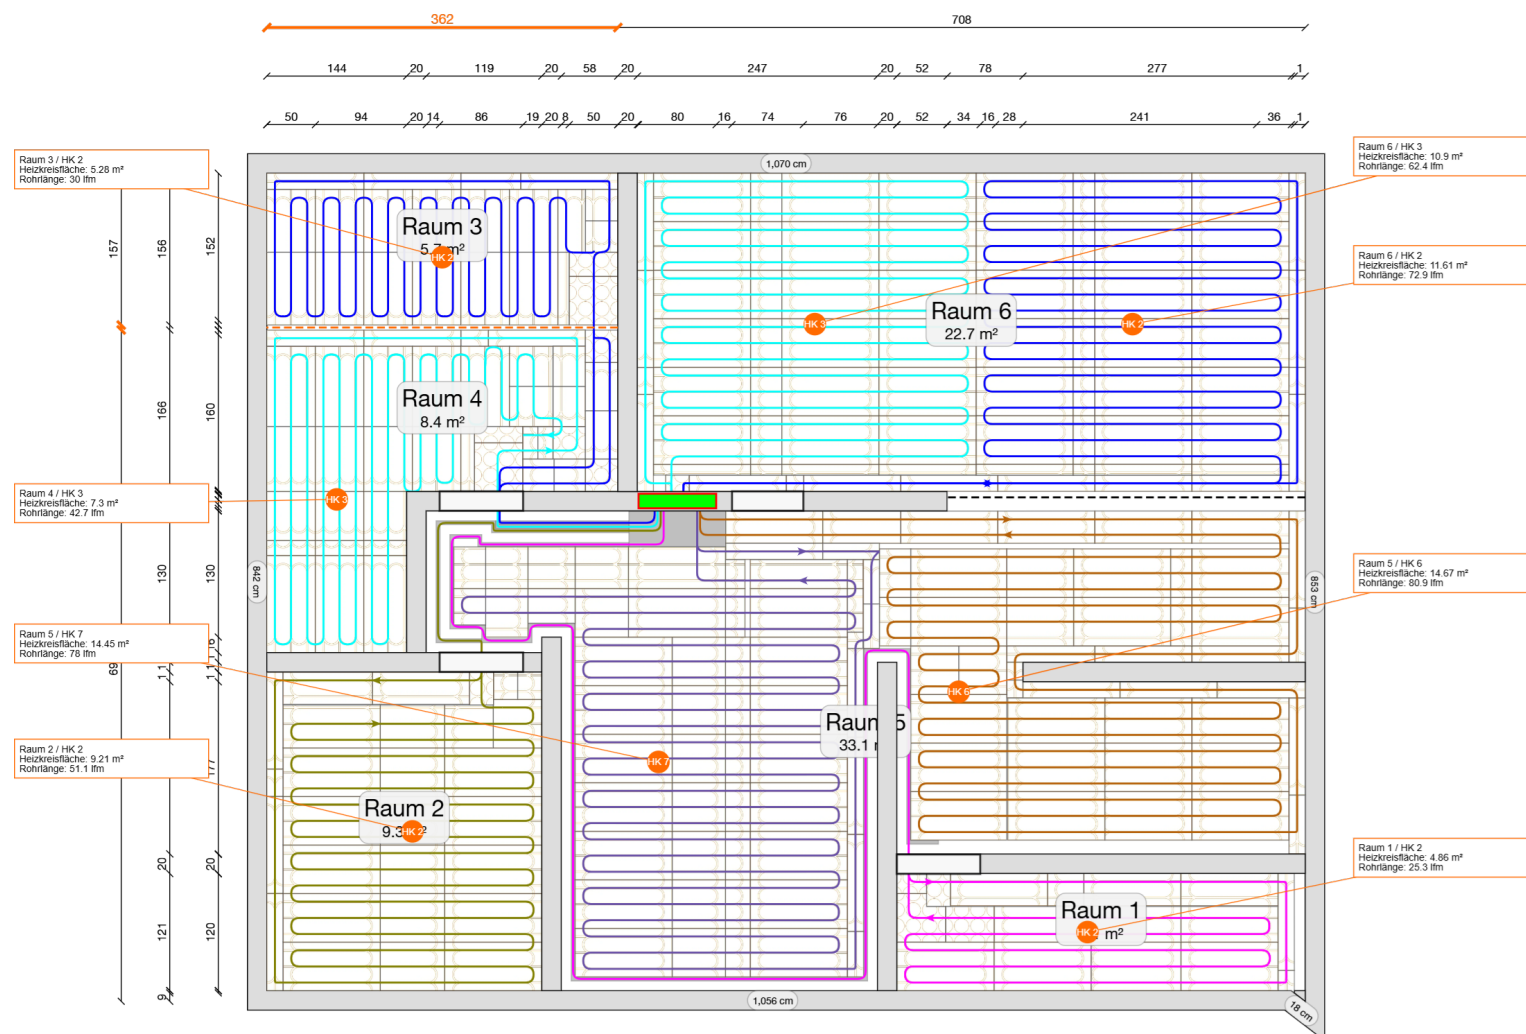 362
708
144
20
119
20
58
20
247
20
52
78
277
1
50
94
20
14
86
19
20
8
50
20
80
16
74
76
20
52
34
16
28
241
36
1
1,070 cm
Raum 3 / HK 2
Heizkreisfläche: 5.28 m²
Rohrlänge: 30 lfm
Raum 6 / HK 3
Heizkreisfläche: 10.9 m²
Rohrlänge: 62.4 lfm
157
156
152
Raum 3
HK 2
Raum 6 / HK 2
Heizkreisfläche: 11.61 m²
Rohrlänge: 72.9 lfm
Raum 6
22.7 m²
HK 3
HK 2
166
160
Raum 4
8.4 m²
Raum 4 / HK 3
Heizkreisfläche: 7.3 m²
Rohrlänge: 42.7 lfm
HK 3
842 cm
130
130
853 cm
Raum 5 / HK 6
Heizkreisfläche: 14.67 m²
Rohrlänge: 80.9 lfm
Raum 5 / HK 7
Heizkreisfläche: 14.45 m²
Rohrlänge: 78 lfm
69
11
HK 6
Raum 5
33.1
HK 7
Raum 2 / HK 2
Heizkreisfläche: 9.21 m²
Rohrlänge: 51.1 lfm
Raum 2
HK 2
20
20
Raum 1 / HK 2
Heizkreisfläche: 4.86 m²
Rohrlänge: 25.3 lfm
121
120
Raum 1
HK 2
m²
9
1,056 cm
18 cm